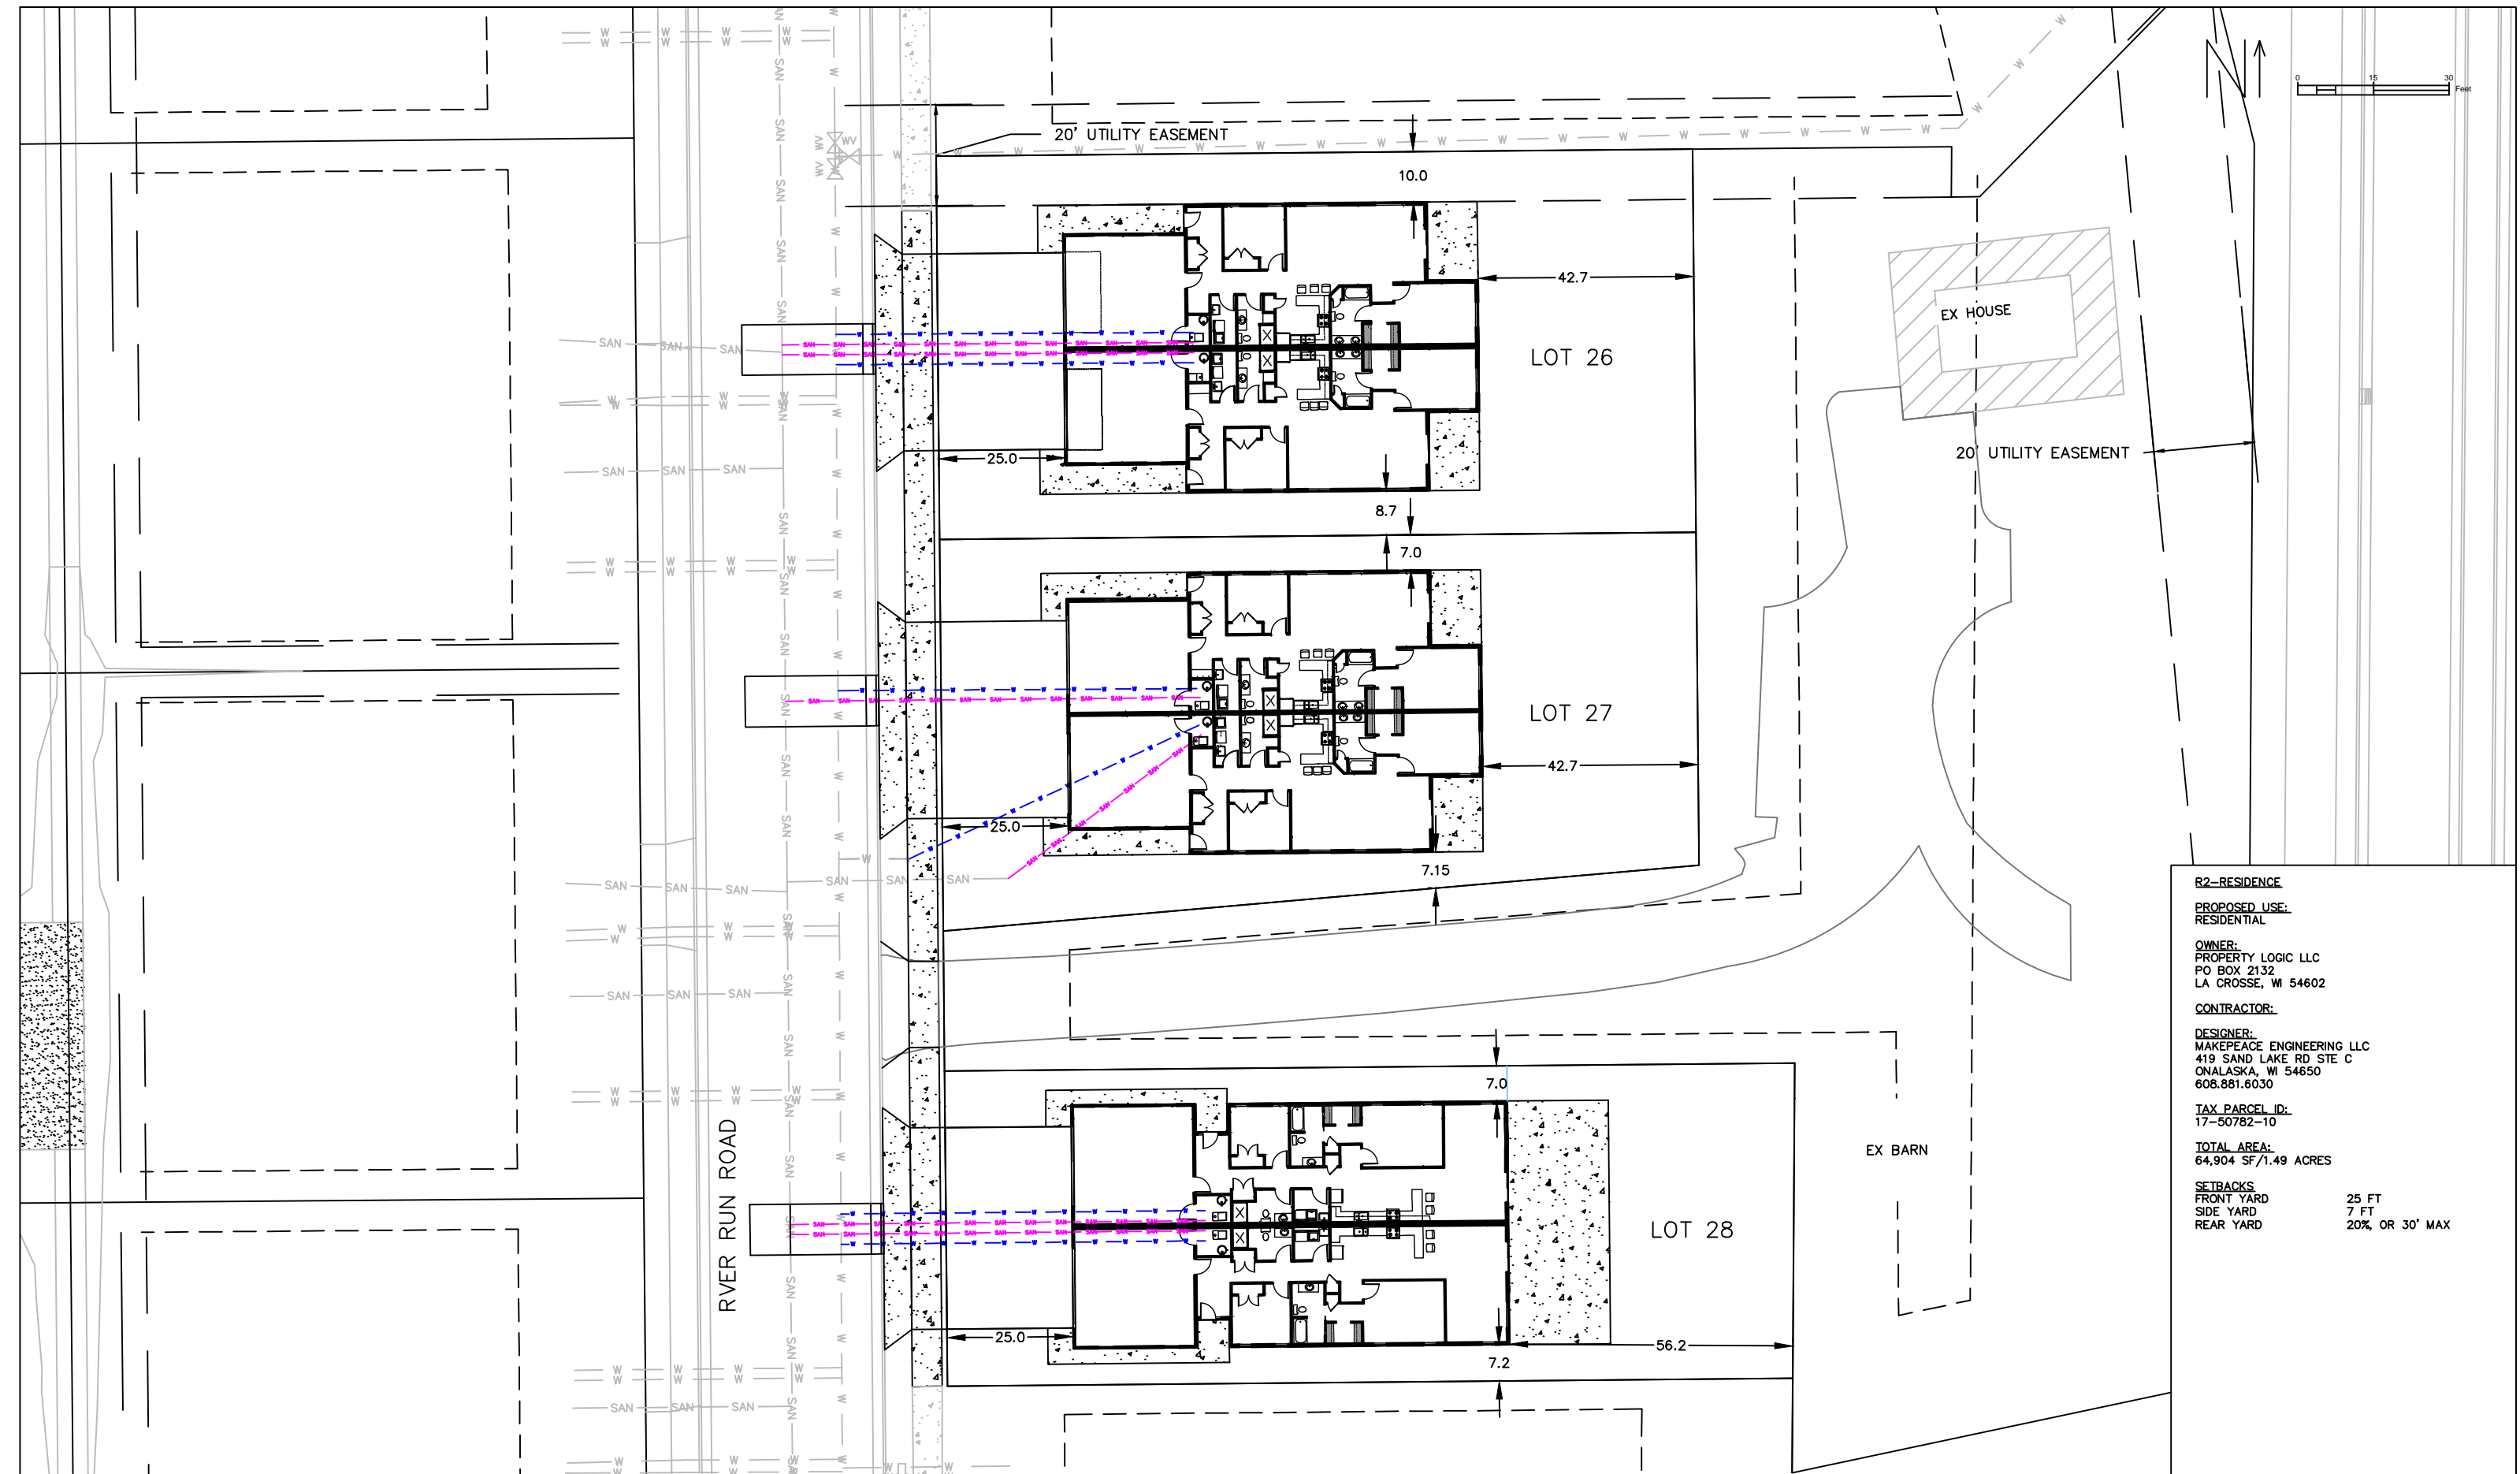 0 15 30
Feet
20' UTILITY EASEMENT
10.0
42.7
EX HOUSE
LOT 26
25.0
20' UTILITY EASEMENT
8.7
7.0
LOT 27
42.7
25.0
7.15
7.0
RVER RUN ROAD
EX BARN
LOT 28
25.0
56.2
7.2
R2-RESIDENCE
PROPOSED USE:
RESIDENTIAL
OWNER:
PROPERTY LOGIC LLC
PO BOX 2132
LA CROSSE, WI 54602
CONTRACTOR:
DESIGNER:
MAKEPEACE ENGINEERING LLC
419 SAND LAKE RD STE C
ONALASKA, WI 54650
608.881.6030
TAX PARCEL ID:
17-50782-10
TOTAL AREA:
64,904 SF/1.49 ACRES
SETBACKS
FRONT YARD 25 FT
SIDE YARD 7 FT
REAR YARD 20%, OR 30' MAX